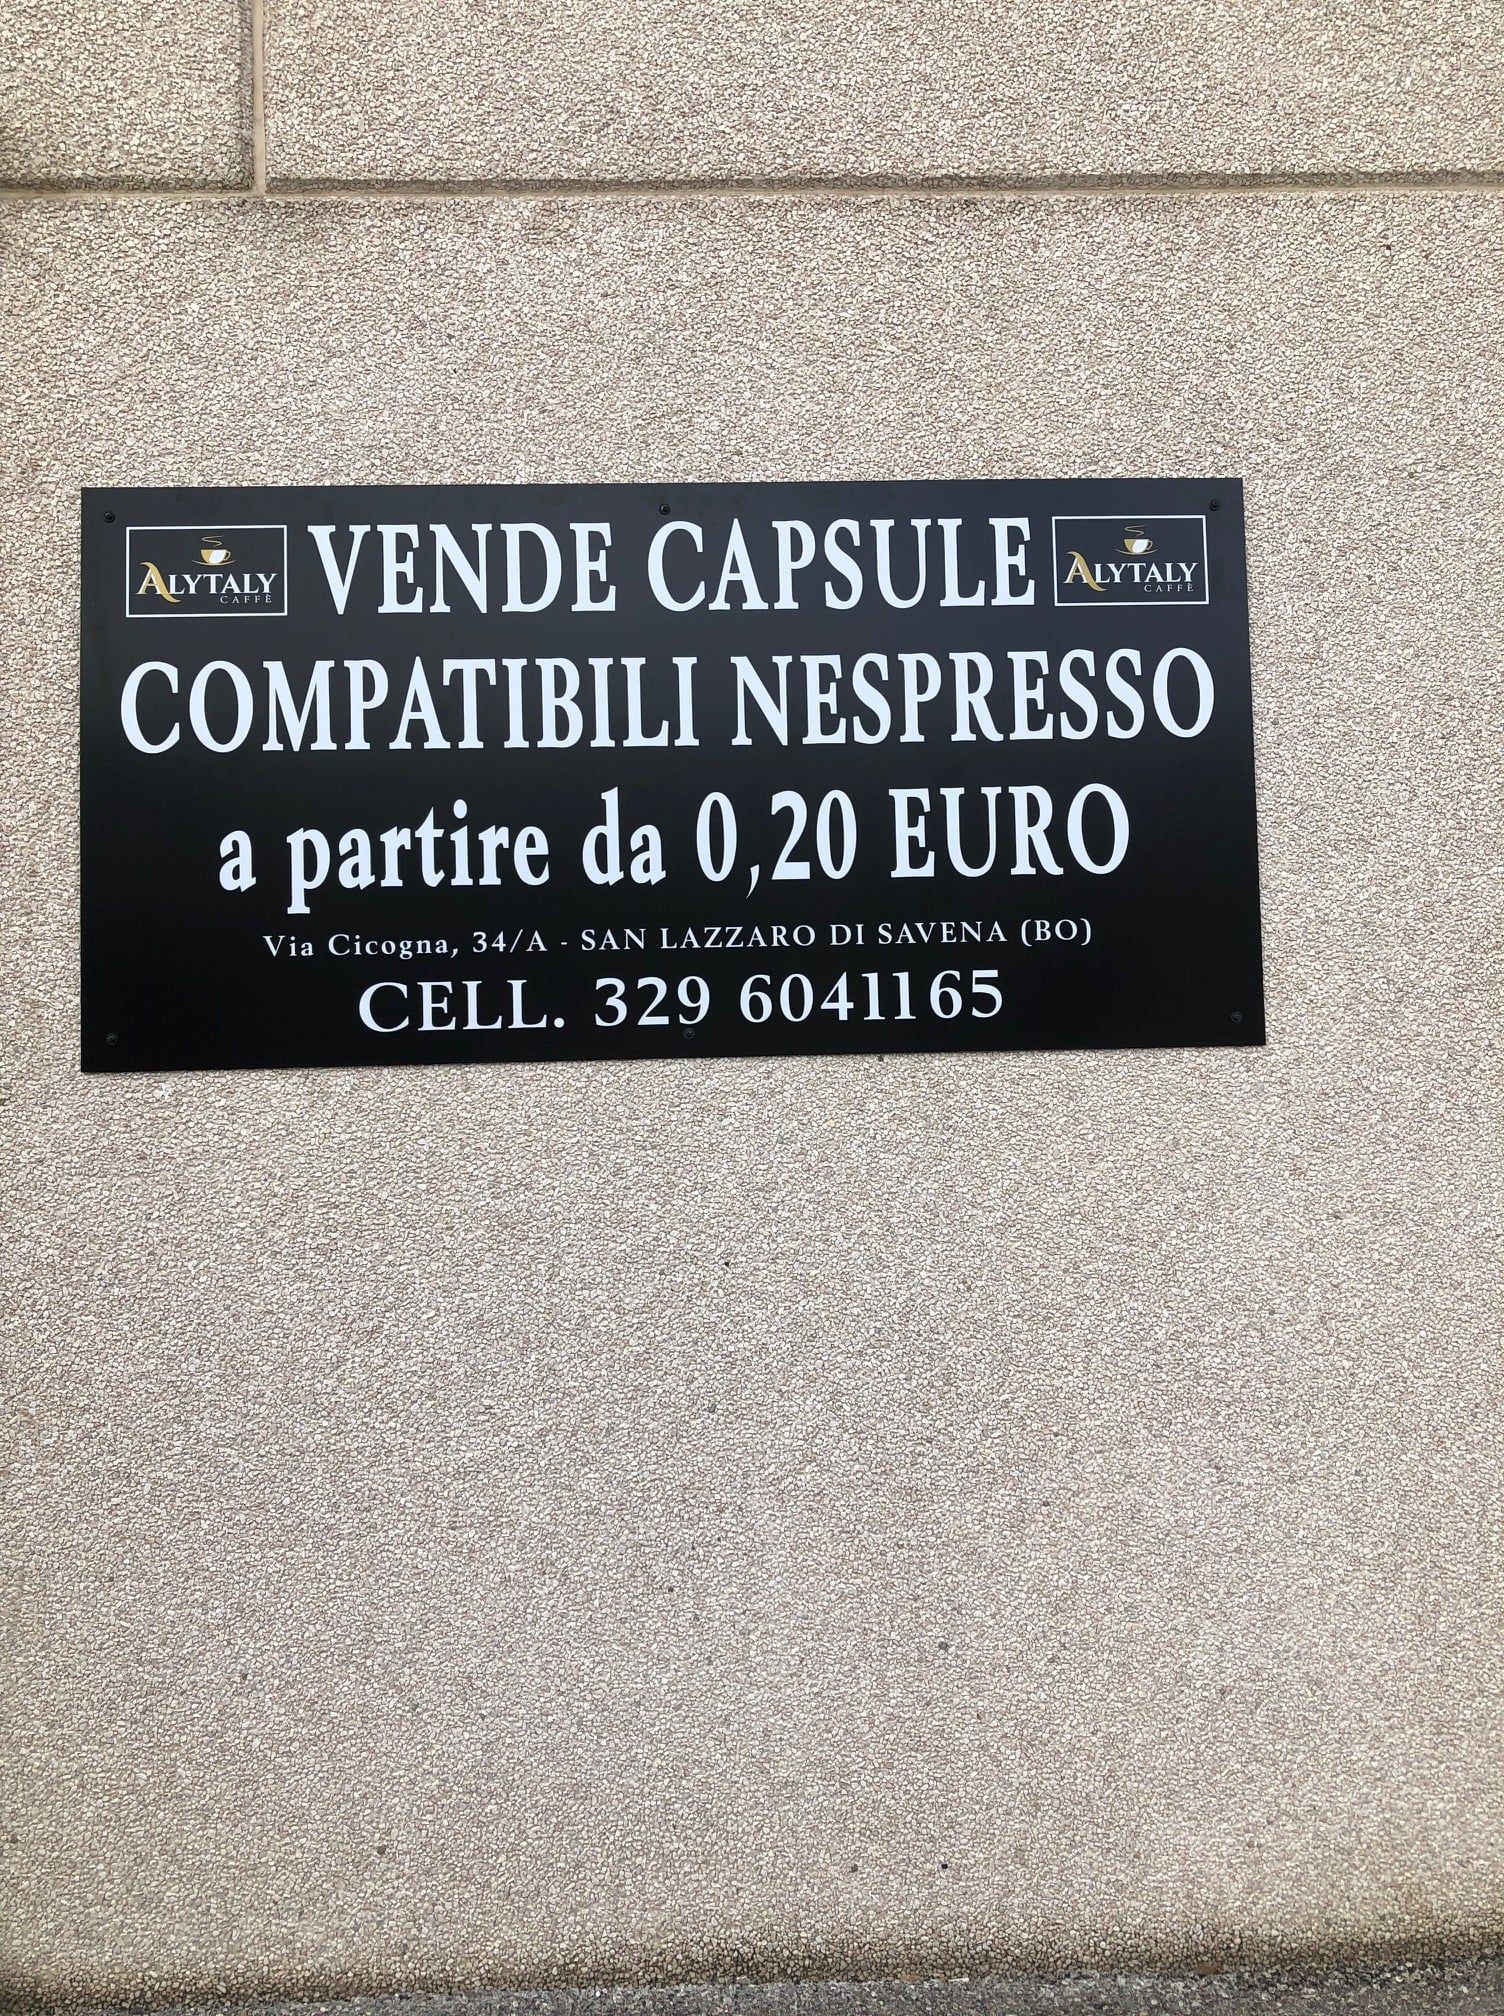 ALYTALY
CAFFÈ
VENDE CAPSULE
ALYTALY
CAFFÈ
COMPATIBILI NESPRESSO
a partire da 0,20 EURO
Via Cicogna, 34/A - SAN LAZZARO DI SAVENA (BO)
CELL. 329 6041165